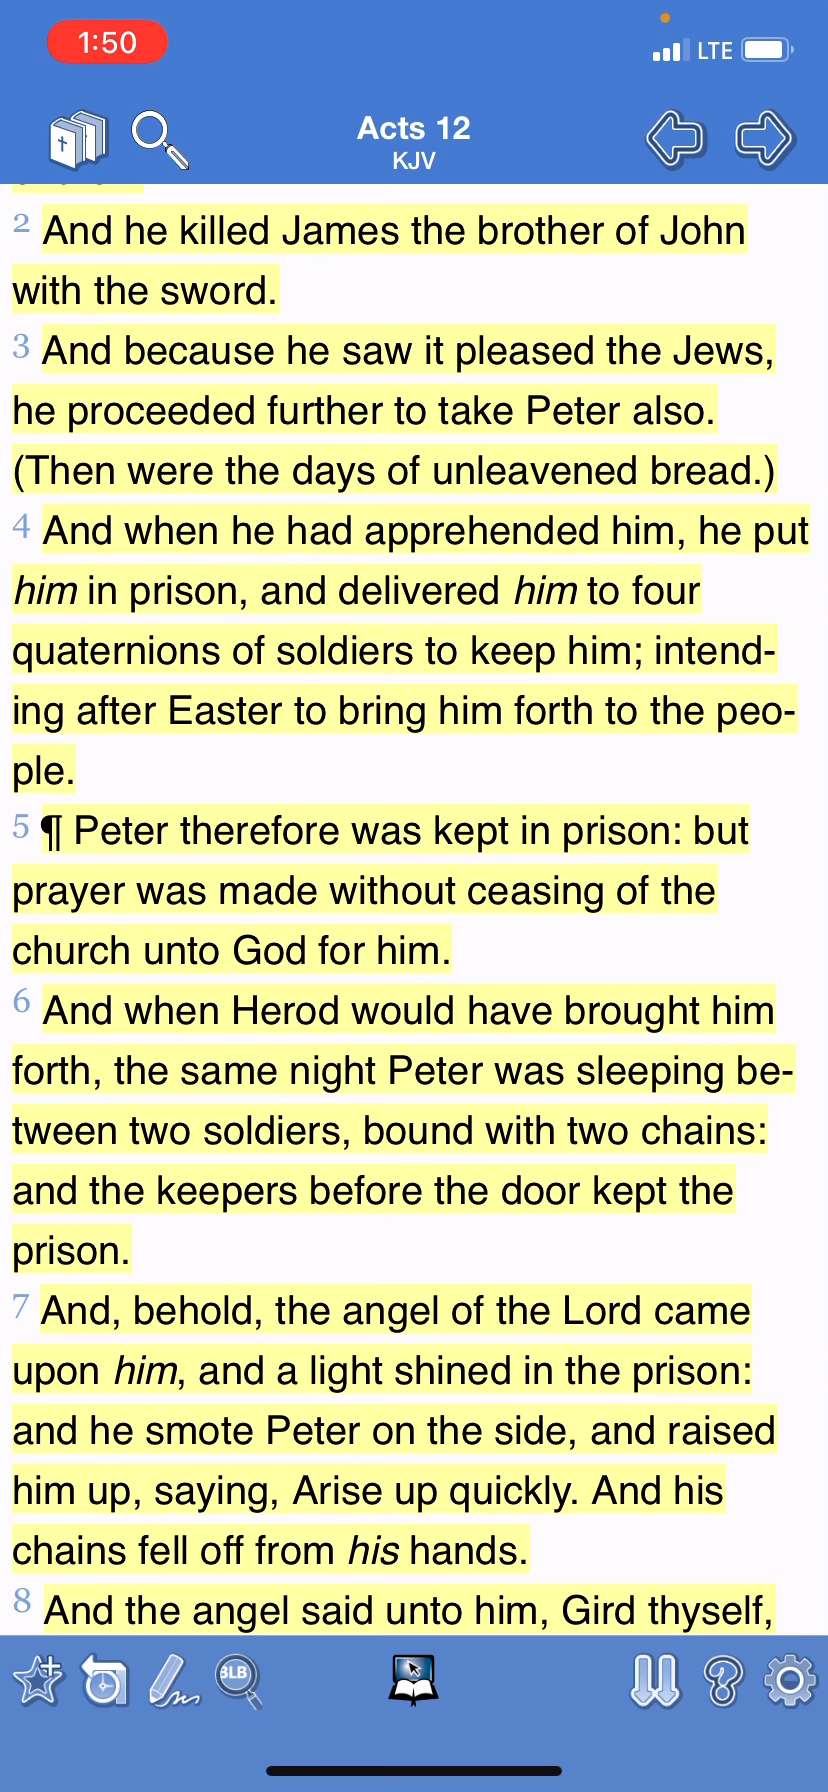 1:50
LTE
Acts 12
KJV
2 And he killed James the brother of John
with the sword.
3 And because he saw it pleased the Jews,
he proceeded further to take Peter also.
(Then were the days of unleavened bread.)
4 And when he had apprehended him, he put
him in prison, and delivered him to four
quaternions of soldiers to keep him; intend-
ing after Easter to bring him forth to the peo-
ple.
5 ¶ Peter therefore was kept in prison: but
prayer was made without ceasing of the
church unto God for him.
6 And when Herod would have brought him
forth, the same night Peter was sleeping be-
tween two soldiers, bound with two chains:
and the keepers before the door kept the
prison.
7 And, behold, the angel of the Lord came
upon him, and a light shined in the prison:
and he smote Peter on the side, and raised
him up, saying, Arise up quickly. And his
chains fell off from his hands.
8 And the angel said unto him, Gird thyself,
BLB